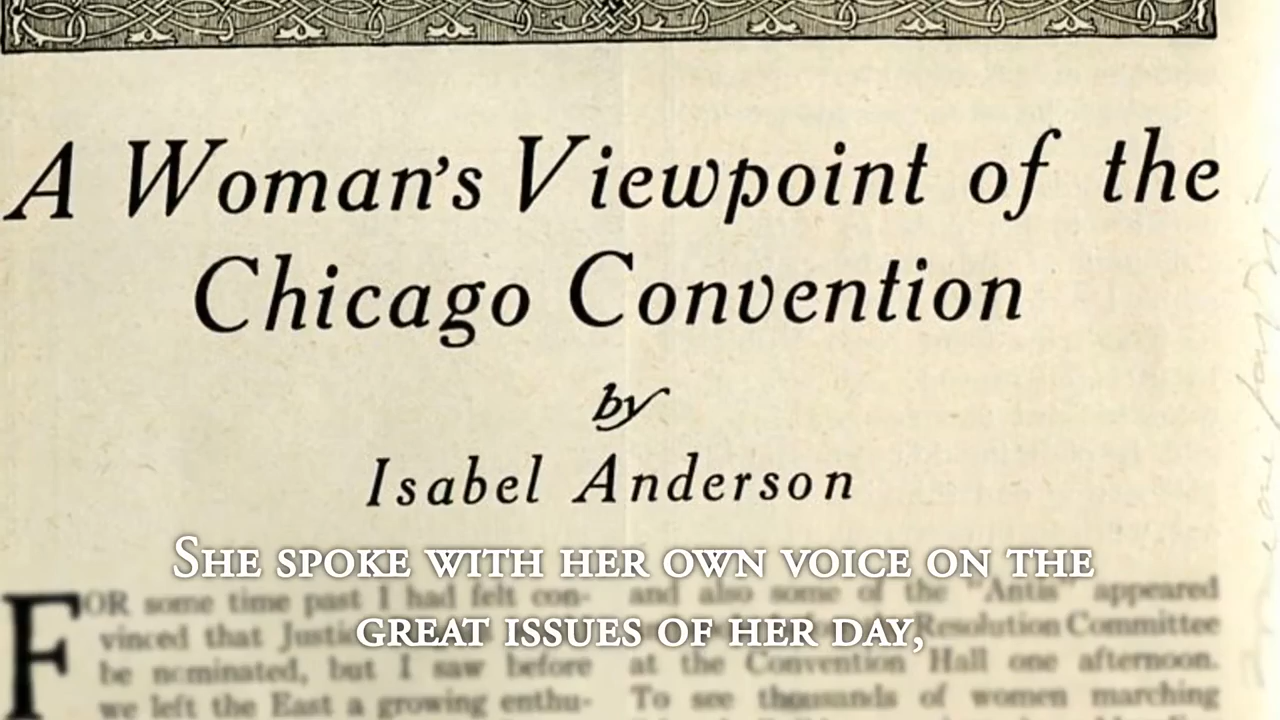 A Woman's Viewpoint of the
Chicago Convention
by
Isabel Anderson
SHE SPOKE WITH HER OWN VOICE ON THE
GREAT ISSUES OF HER DAY,
FOR some time past I had felt con-
vinced that Justi
be nominated, but I saw before
we left the East a growing enthu-
and also some of the "Antis" appeared
Resolution Committee
at the Convention Hall one afternoon.
To see thousands of women marching